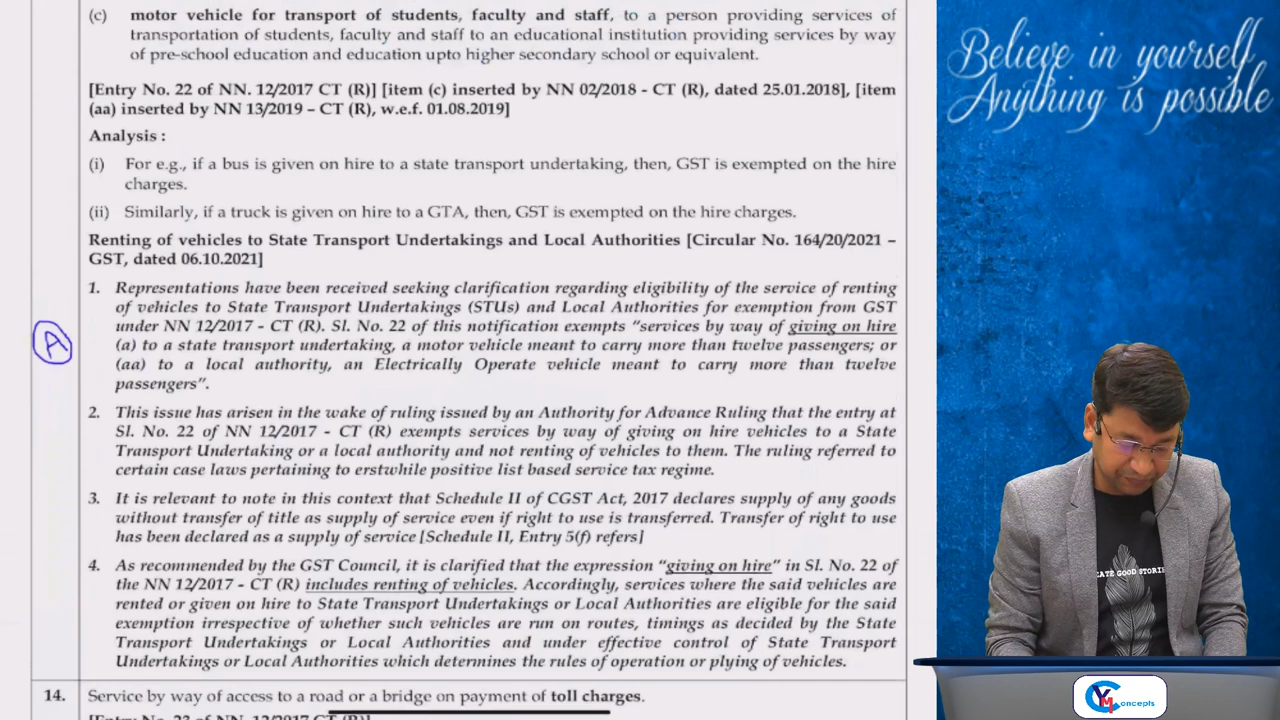 (c) motor vehicle for transport of students, faculty and staff, to a person providing services of
transportation of students, faculty and staff to an educational institution providing services by way
of pre-school education and education upto higher secondary school or equivalent.
[Entry No. 22 of NN. 12/2017 CT (R)] [item (c) inserted by NN 02/2018 - CT (R), dated 25.01.2018], [item
(aa) inserted by NN 13/2019 – CT (R), w.e.f. 01.08.2019]
Analysis :
(i) For e.g., if a bus is given on hire to a state transport undertaking, then, GST is exempted on the hire
charges.
(ii) Similarly, if a truck is given on hire to a GTA, then, GST is exempted on the hire charges.
Renting of vehicles to State Transport Undertakings and Local Authorities [Circular No. 164/20/2021 –
GST, dated 06.10.2021]
1. Representations have been received seeking clarification regarding eligibility of the service of renting
of vehicles to State Transport Undertakings (STUs) and Local Authorities for exemption from GST
under NN 12/2017 - CT (R). Sl. No. 22 of this notification exempts “services by way of giving on hire
(a) to a state transport undertaking, a motor vehicle meant to carry more than twelve passengers; or
(aa) to a local authority, an Electrically Operate vehicle meant to carry more than twelve
passengers”.
A
2. This issue has arisen in the wake of ruling issued by an Authority for Advance Ruling that the entry at
Sl. No. 22 of NN 12/2017 - CT (R) exempts services by way of giving on hire vehicles to a State
Transport Undertaking or a local authority and not renting of vehicles to them. The ruling referred to
certain case laws pertaining to erstwhile positive list based service tax regime.
3. It is relevant to note in this context that Schedule II of CGST Act, 2017 declares supply of any goods
without transfer of title as supply of service even if right to use is transferred. Transfer of right to use
has been declared as a supply of service [Schedule II, Entry 5(f) refers]
4. As recommended by the GST Council, it is clarified that the expression “giving on hire” in Sl. No. 22 of
the NN 12/2017 - CT (R) includes renting of vehicles. Accordingly, services where the said vehicles are
rented or given on hire to State Transport Undertakings or Local Authorities are eligible for the said
exemption irrespective of whether such vehicles are run on routes, timings as decided by the State
Transport Undertakings or Local Authorities and under effective control of State Transport
Undertakings or Local Authorities which determines the rules of operation or plying of vehicles.
14. Service by way of access to a road or a bridge on payment of toll charges.
[Entry No. 23 of NN. 12/2017 CT (R)]
Believe in yourself
Anything is possible
EATE GOOD STORIE
YM
Concepts